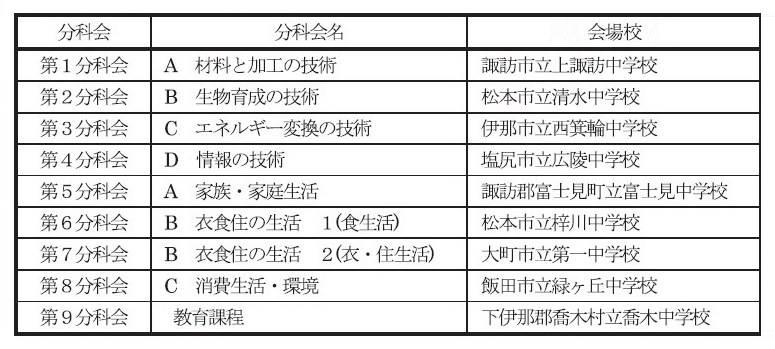 分科会 分科会名 会場校
第1分科会 A 材料と加工の技術 諏訪市立上諏訪中学校
第2分科会 B 生物育成の技術 松本市立清水中学校
第3分科会 C エネルギー変換の技術 伊那市立西箕輪中学校
第4分科会 D 情報の技術 塩尻市立広陵中学校
第5分科会 A 家族・家庭生活 諏訪郡富士見町立富士見中学校
第6分科会 B 衣食住の生活 1(食生活) 松本市立梓川中学校
第7分科会 B 衣食住の生活 2(衣・住生活) 大町市立第一中学校
第8分科会 C 消費生活・環境 飯田市立緑ヶ丘中学校
第9分科会 教育課程 下伊那郡喬木村立喬木中学校